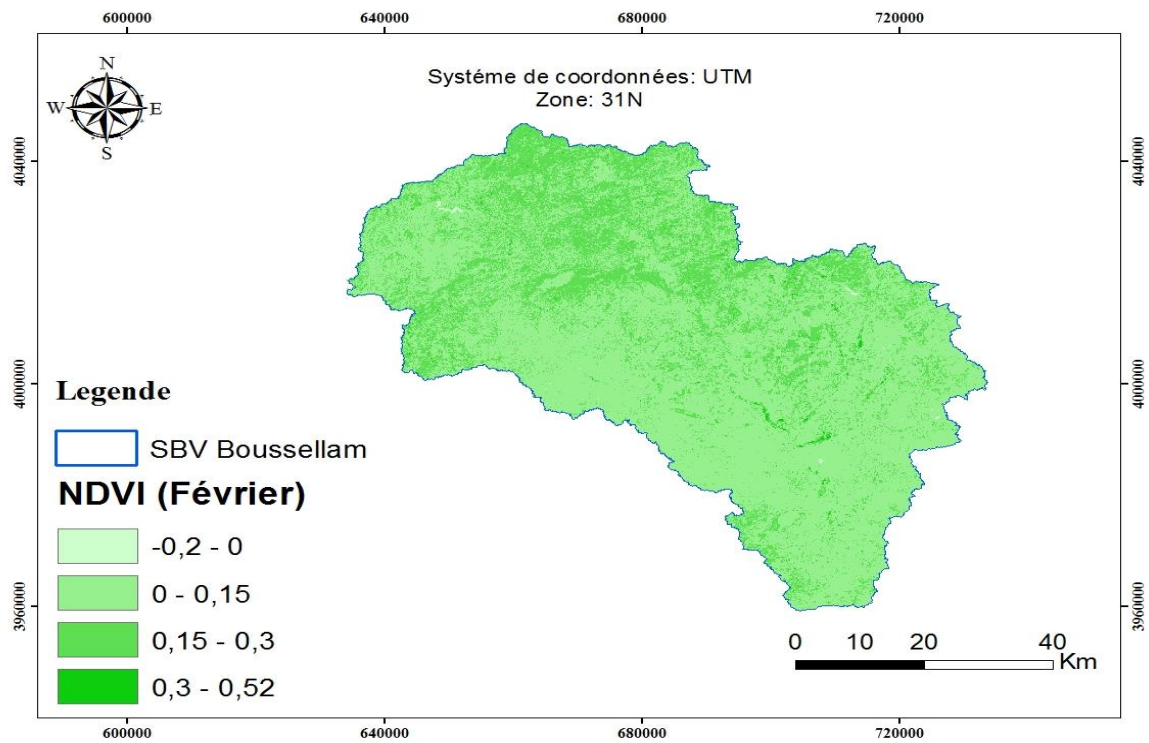 600000 640000 680000 720000
N
W E
S
Systéme de coordonnées: UTM
Zone: 31N
4040000 4040000
4000000 4000000
Legende
SBV Boussellam
NDVI (Février)
-0,2 - 0
0 - 0,15
0,15 - 0,3
0,3 - 0,52
3960000 3960000
0 10 20 40
Km
600000 640000 680000 720000